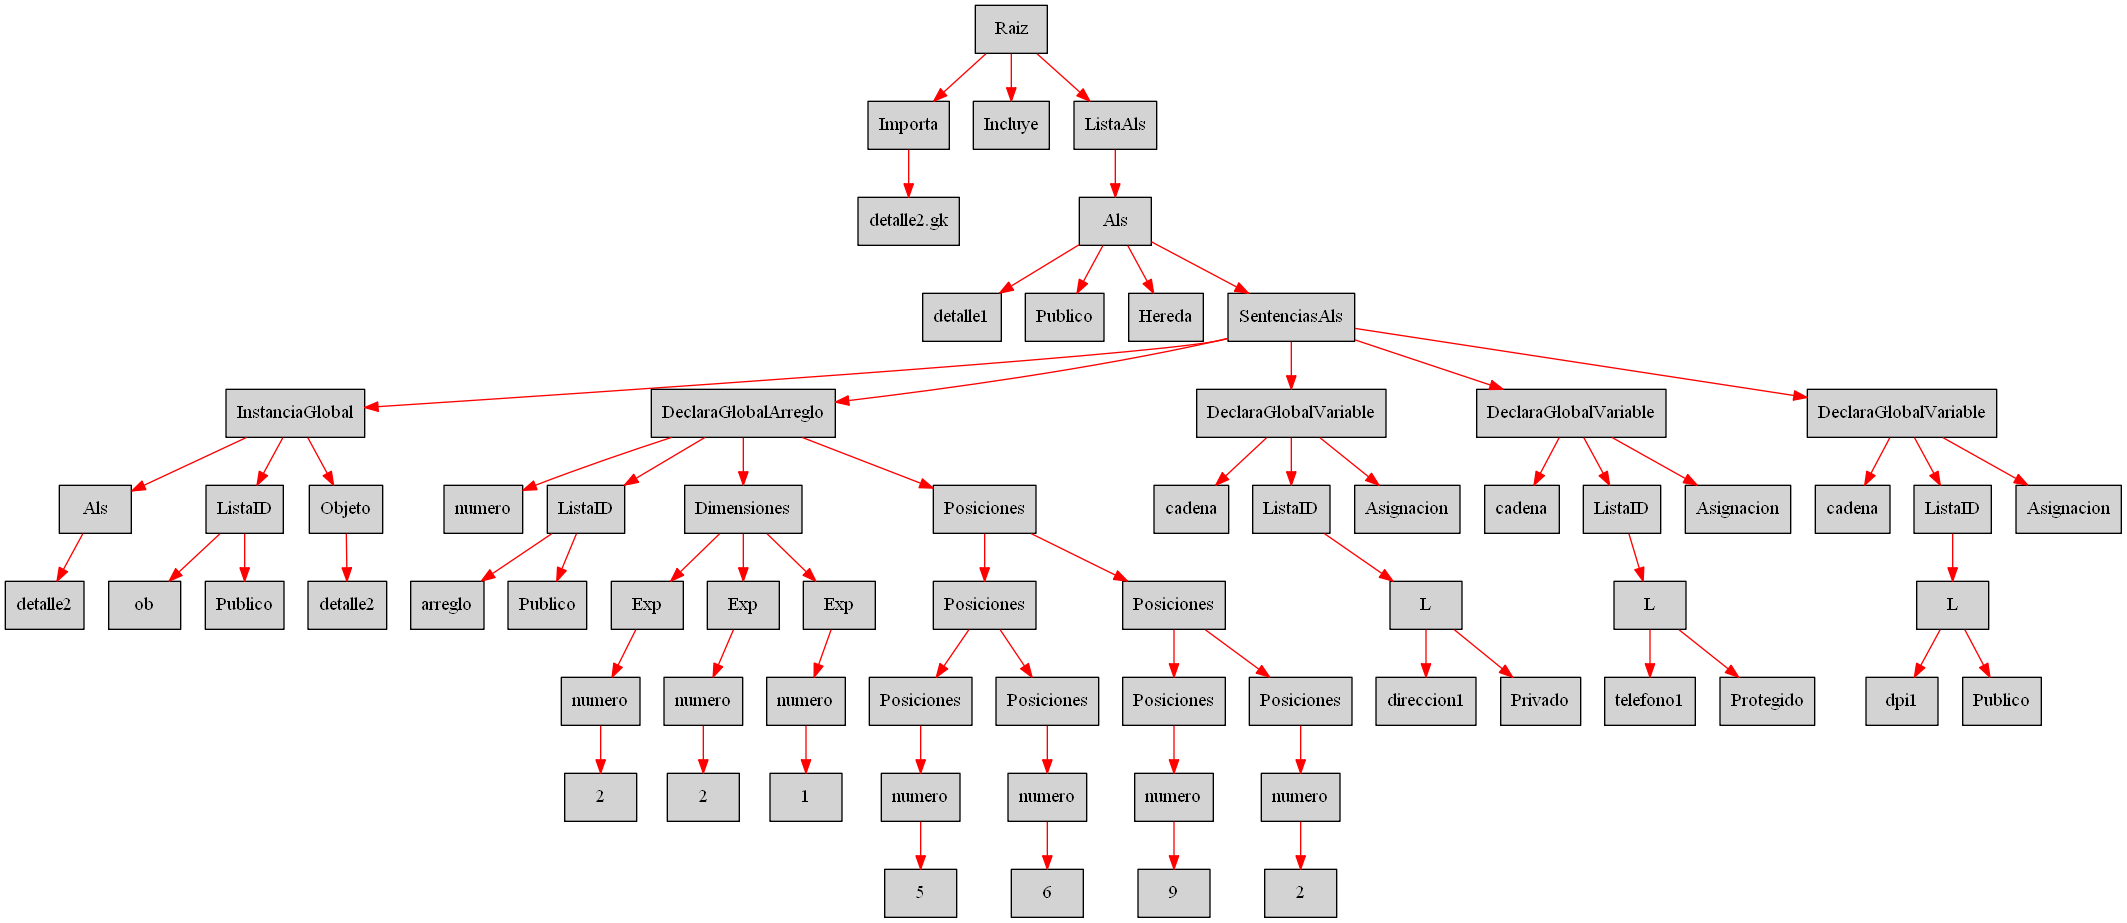 Raiz
Importa Incluye ListaAls
detalle2.gk Als
detalle1 Publico Hereda SentenciasAls
InstanciaGlobal DeclaraGlobalArreglo DeclaraGlobalVariable DeclaraGlobalVariable DeclaraGlobalVariable
Als ListaID Objeto numero ListaID Dimensiones Posiciones cadena ListaID Asignacion cadena ListaID Asignacion cadena ListaID Asignacion
detalle2 ob Publico detalle2 arreglo Publico Exp Exp Exp Posiciones Posiciones L L L
numero numero numero Posiciones Posiciones Posiciones Posiciones direccion1 Privado telefono1 Protegido dpi1 Publico
2 2 1 numero numero numero numero
5 6 9 2